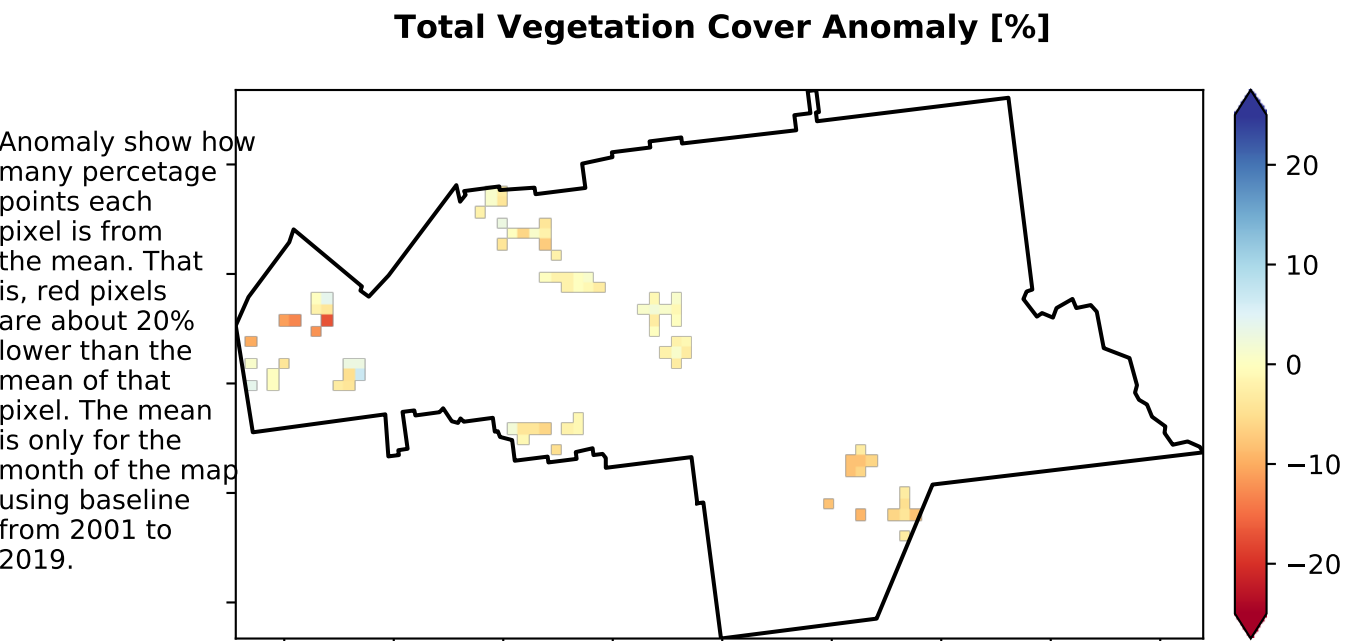 Total Vegetation Cover Anomaly [%]
Anomaly show how
many percetage
points each
pixel is from
the mean. That
is, red pixels
are about 20%
lower than the
mean of that
pixel. The mean
is only for the
month of the map
using baseline
from 2001 to
2019.
20
10
0
−10
−20